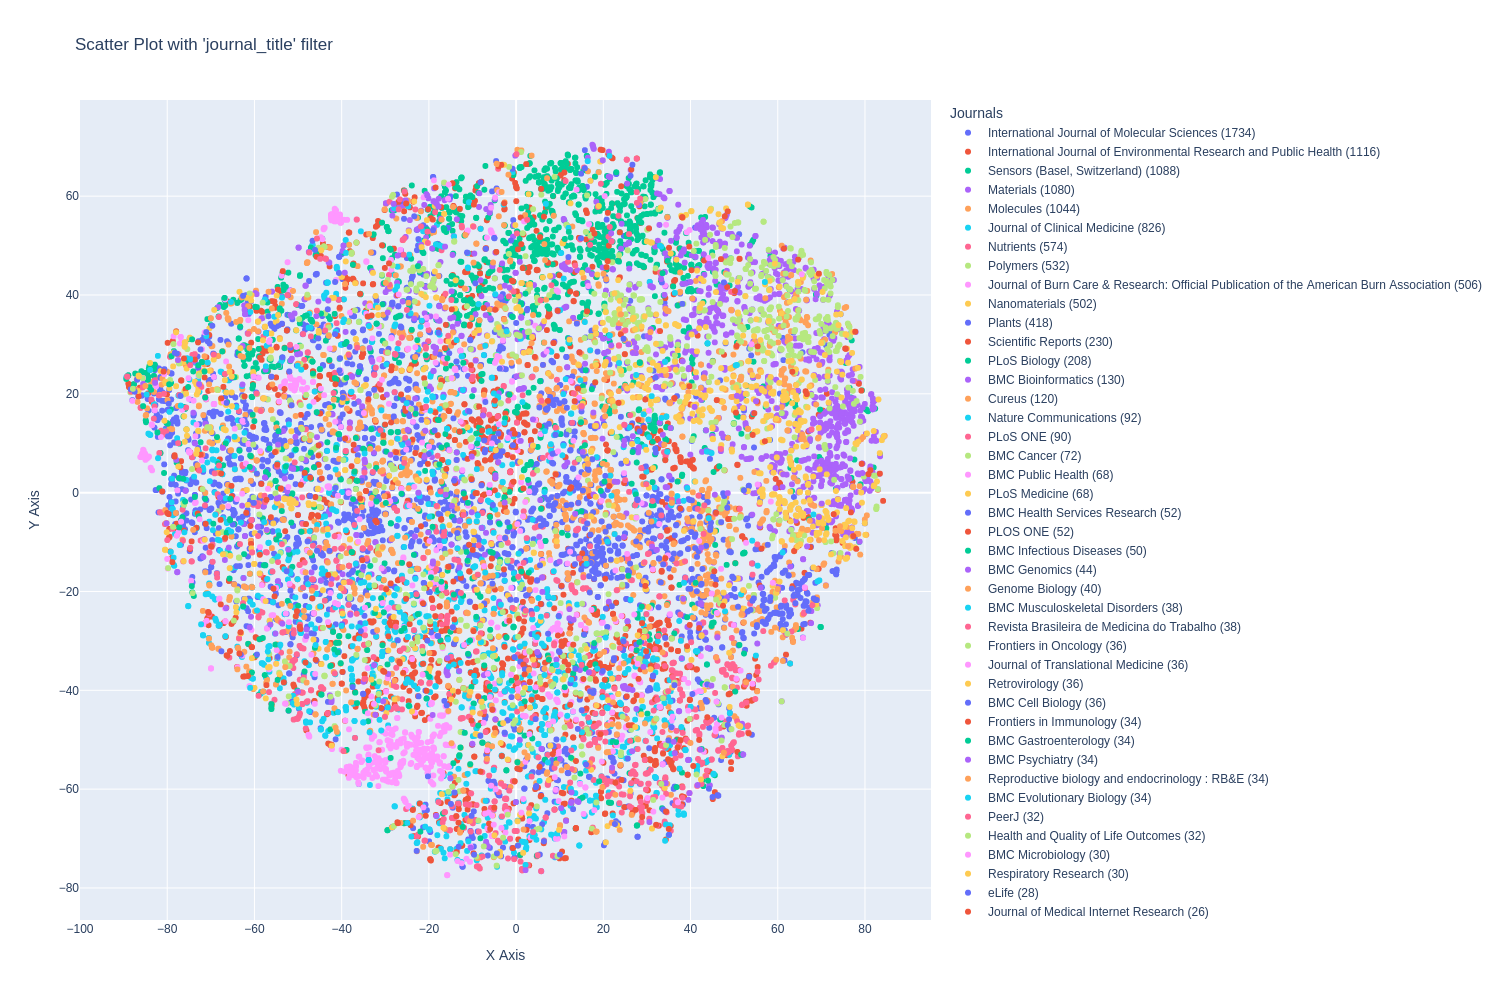 Scatter Plot with 'journal_title' filter
Journals
International Journal of Molecular Sciences (1734)
International Journal of Environmental Research and Public Health (1116)
Sensors (Basel, Switzerland) (1088)
Materials (1080)
Molecules (1044)
Journal of Clinical Medicine (826)
Nutrients (574)
Polymers (532)
Journal of Burn Care & Research: Official Publication of the American Burn Association (506)
Nanomaterials (502)
Plants (418)
Scientific Reports (230)
PLoS Biology (208)
BMC Bioinformatics (130)
Cureus (120)
Nature Communications (92)
PLoS ONE (90)
BMC Cancer (72)
BMC Public Health (68)
PLoS Medicine (68)
BMC Health Services Research (52)
PLOS ONE (52)
BMC Infectious Diseases (50)
BMC Genomics (44)
Genome Biology (40)
BMC Musculoskeletal Disorders (38)
Revista Brasileira de Medicina do Trabalho (38)
Frontiers in Oncology (36)
Journal of Translational Medicine (36)
Retrovirology (36)
BMC Cell Biology (36)
Frontiers in Immunology (34)
BMC Gastroenterology (34)
BMC Psychiatry (34)
Reproductive biology and endocrinology : RB&E (34)
BMC Evolutionary Biology (34)
PeerJ (32)
Health and Quality of Life Outcomes (32)
BMC Microbiology (30)
Respiratory Research (30)
eLife (28)
Journal of Medical Internet Research (26)
Y Axis
60
40
20
0
−20
−40
−60
−80
−100 −80 −60 −40 −20 0 20 40 60 80
X Axis